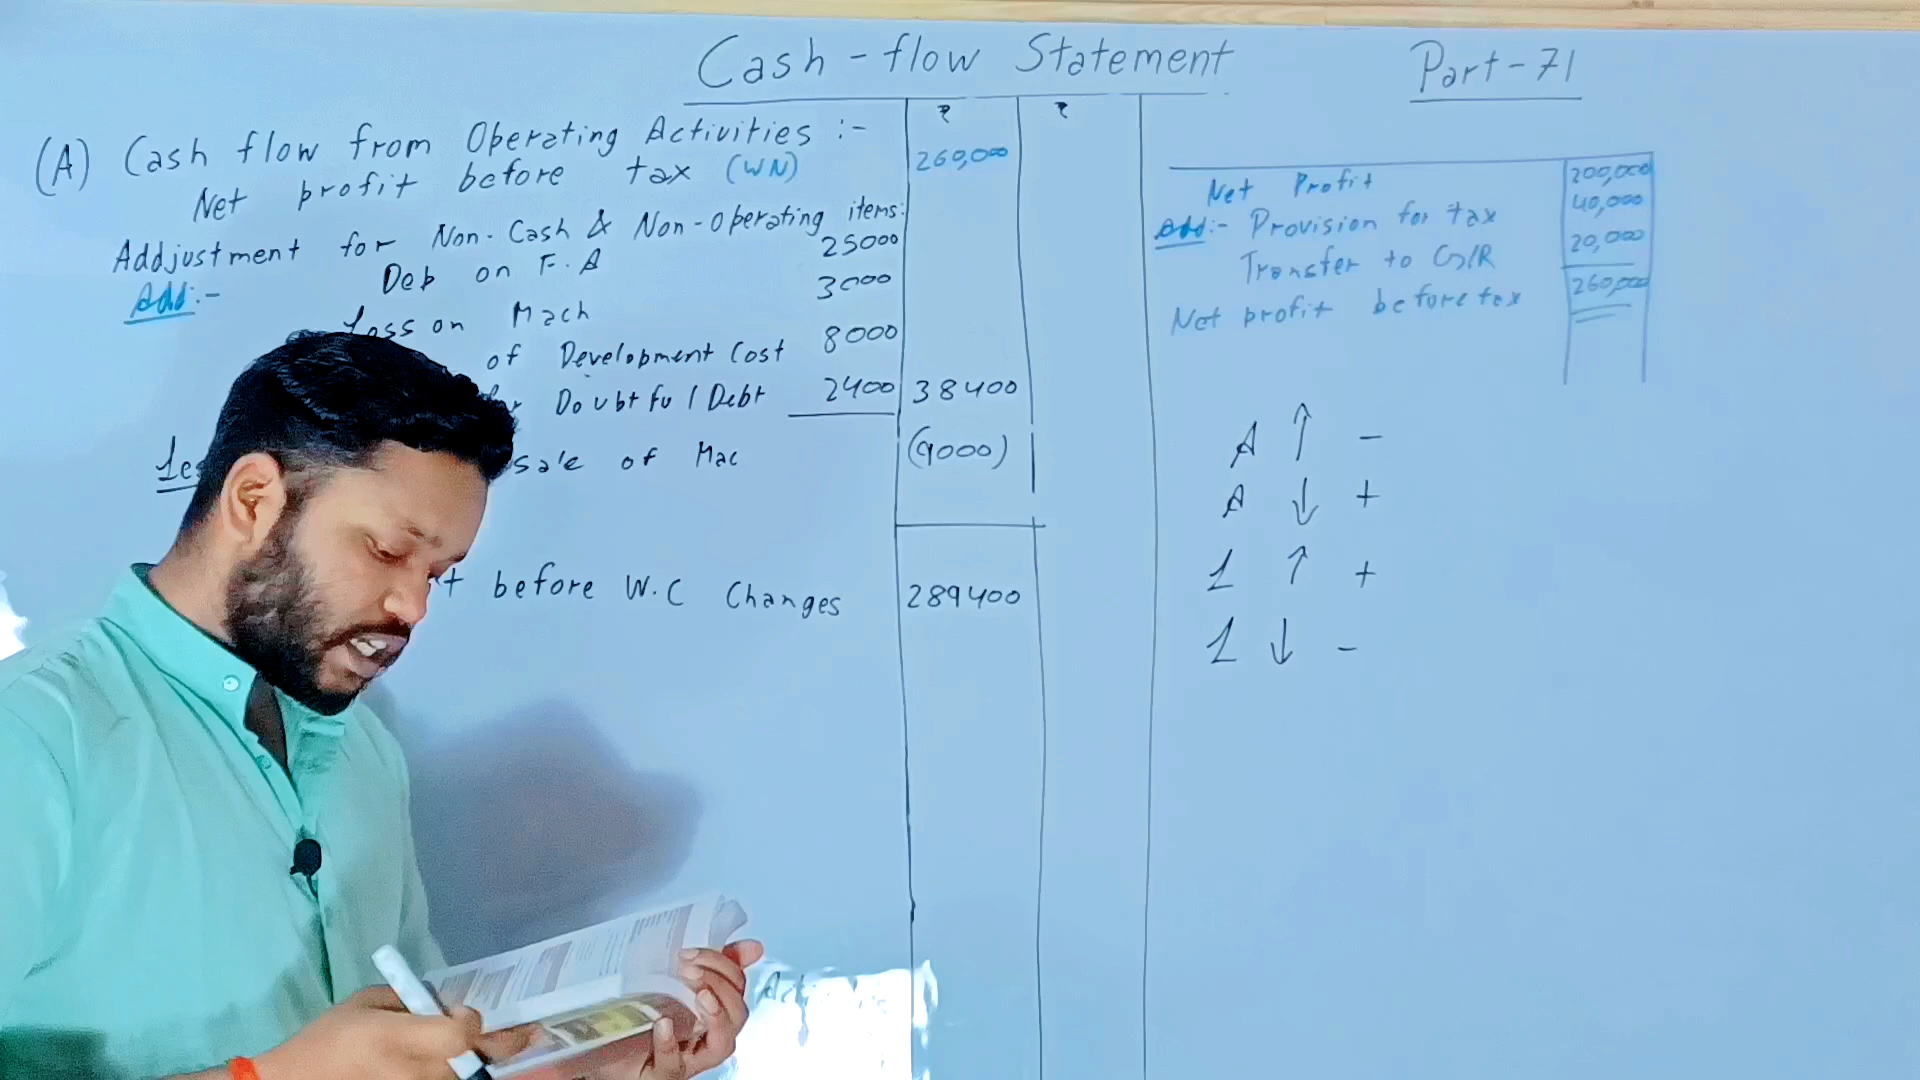 Cash-flow Statement
Part-71
₹ ₹
(A) Cash flow from Operating Activities :-
Net profit before tax (WN) 260,000
Addjustment for Non-Cash & Non-operating items:
Add:- Dep on F.A 25000
Loss on Mach 3000
of Development Cost 8000
Doubtful Debt 2400 38400
sale of Mac (9000)
before W.C Changes 289400
Net Profit 200,000
Add:- Provision for tax 40,000
Transfer to G/R 20,000
Net profit before tax 260,000
A ↑ -
A ↓ +
L ↑ +
L ↓ -